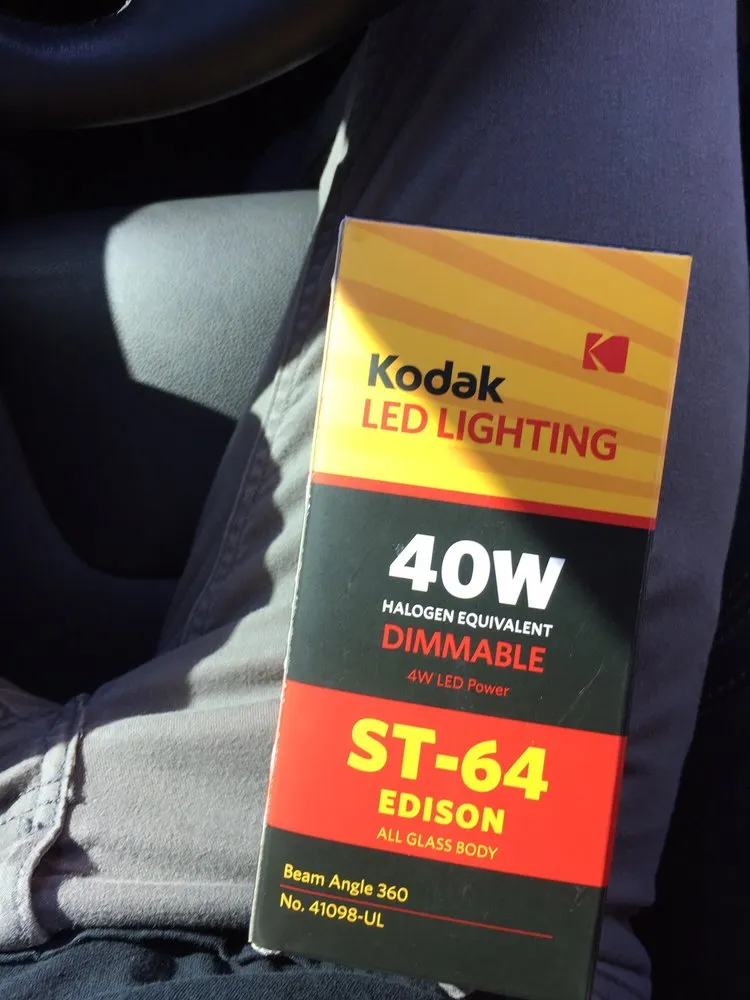 Kodak
LED LIGHTING
40W
HALOGEN EQUIVALENT
DIMMABLE
4W LED Power
ST-64
EDISON
ALL GLASS BODY
Beam Angle 360
No. 41098-UL